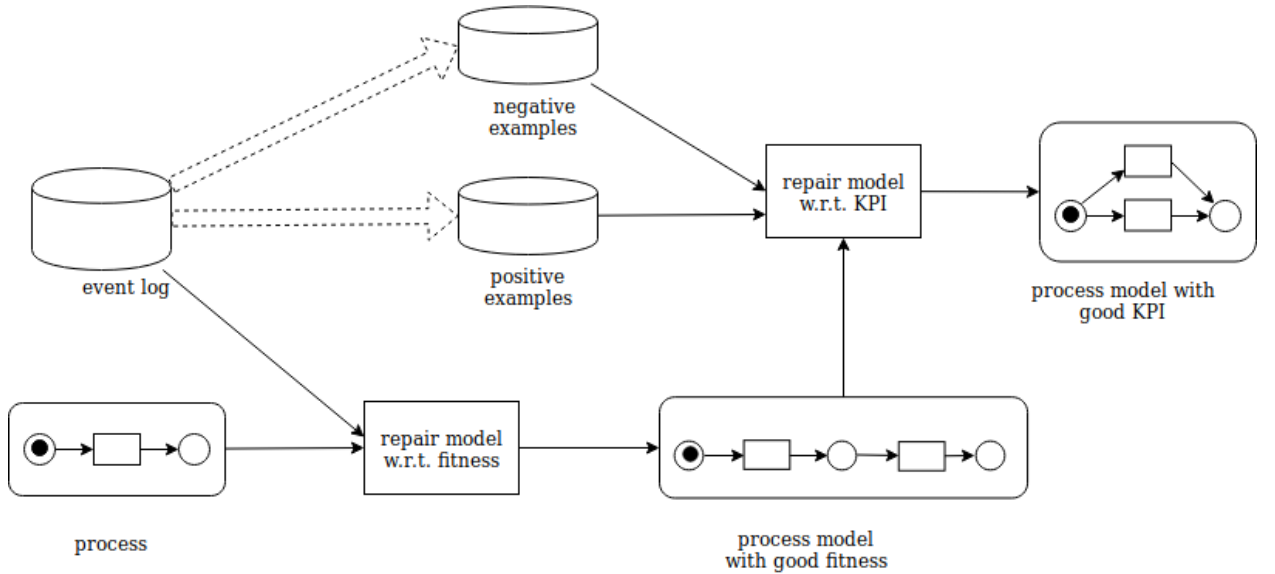 negative
examples
repair model
w.r.t. KPI
event log
positive
examples
process model with
good KPI
repair model
w.r.t. fitness
process
process model
with good fitness